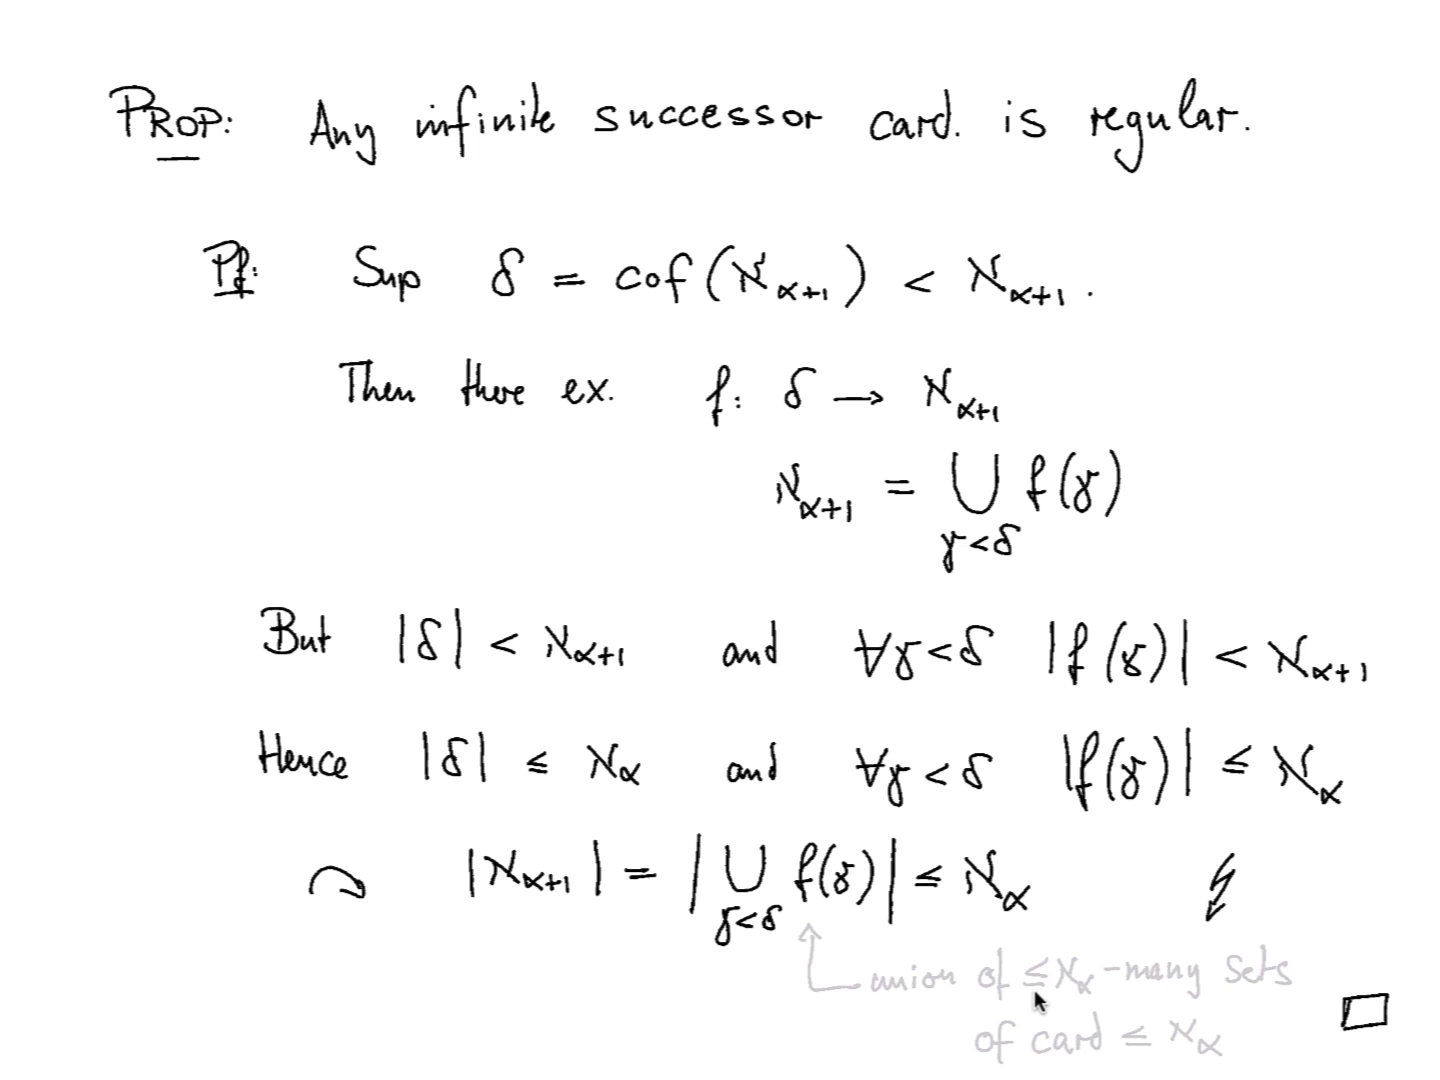 PROP: Any infinite successor card. is regular.
Pf: Sup δ = cof(ℵ_{α+1}) < ℵ_{α+1}.
Then there ex. f: δ → ℵ_{α+1}
ℵ_{α+1} = ⋃_{γ<δ} f(γ)
But |δ| < ℵ_{α+1} and ∀γ<δ |f(γ)| < ℵ_{α+1}
Hence |δ| ≤ ℵ_α and ∀γ<δ |f(γ)| ≤ ℵ_α
↷ |ℵ_{α+1}| = |⋃_{γ<δ} f(γ)| ≤ ℵ_α ↯
union of ≤ℵ_α-many sets
of card ≤ ℵ_α □